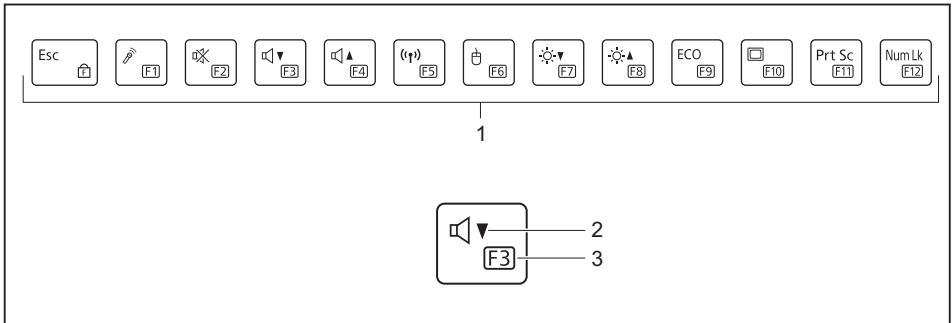 Esc F
F1
F2
F3
F4
F5
F6
F7
F8
ECO F9
F10
Prt Sc F11
Num Lk F12
1
2
F3 3